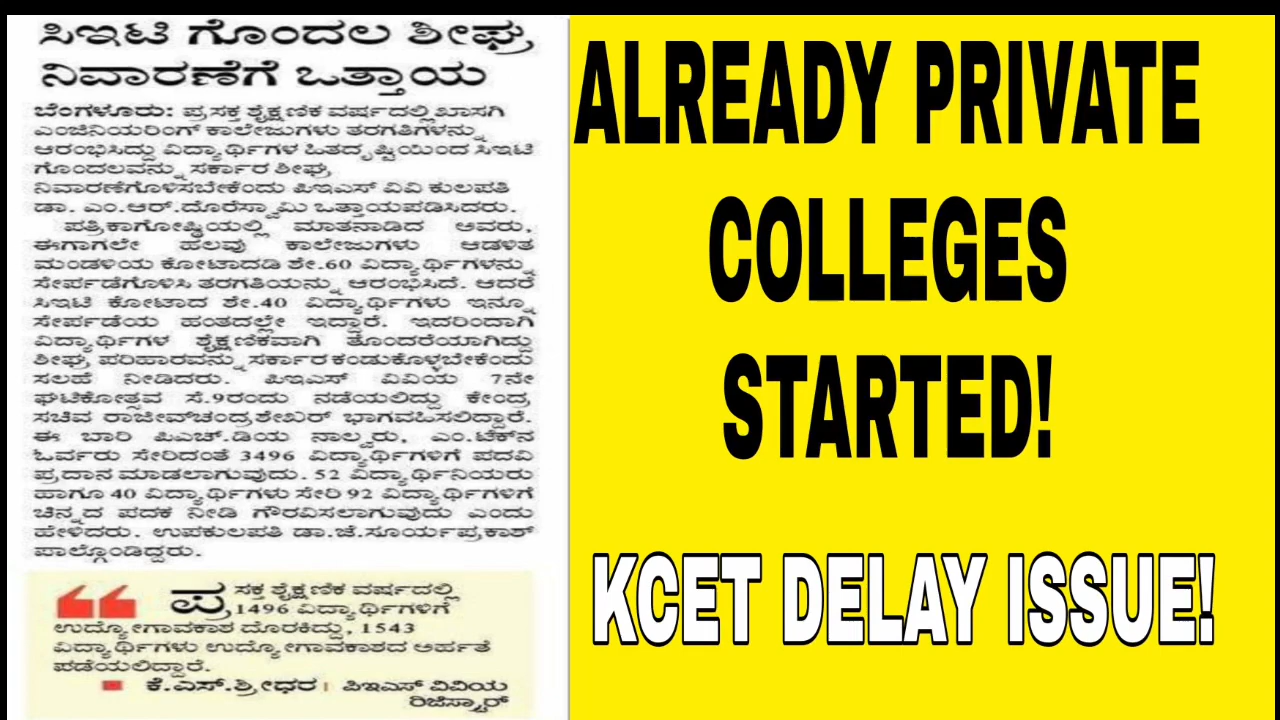 ಸಿಇಟಿ ಗೊಂದಲ ಶೀಘ್ರ
ನಿವಾರಣೆಗೆ ಒತ್ತಾಯ
ಬೆಂಗಳೂರು: ಪ್ರಸಕ್ತ ಶೈಕ್ಷಣಿಕ ವರ್ಷದಲ್ಲಿ ಖಾಸಗಿ
ಎಂಜಿನಿಯರಿಂಗ್ ಕಾಲೇಜುಗಳು ತರಗತಿಗಳನ್ನು
ಆರಂಭಿಸಿದ್ದು ವಿದ್ಯಾರ್ಥಿಗಳ ಹಿತದೃಷ್ಟಿಯಿಂದ ಸಿಇಟಿ
ಗೊಂದಲವನ್ನು ಸರ್ಕಾರ ಶೀಘ್ರ
ನಿವಾರಣೆಗೊಳಿಸಬೇಕೆಂದು ಪಿಇಎಸ್ ವಿವಿ ಕುಲಪತಿ
ಡಾ. ಎಂ.ಆರ್.ದೊರೆಸ್ವಾಮಿ ಒತ್ತಾಯಪಡಿಸಿದರು.
ಪತ್ರಿಕಾಗೋಷ್ಠಿಯಲ್ಲಿ ಮಾತನಾಡಿದ ಅವರು,
ಈಗಾಗಲೇ ಹಲವು ಕಾಲೇಜುಗಳು ಆಡಳಿತ
ಮಂಡಳಿಯ ಕೋಟಾದಡಿ ಶೇ.60 ವಿದ್ಯಾರ್ಥಿಗಳನ್ನು
ಸೇರ್ಪಡೆಗೊಳಿಸಿ ತರಗತಿಯನ್ನು ಆರಂಭಿಸಿದೆ. ಆದರೆ
ಸಿಇಟಿ ಕೋಟಾದ ಶೇ.40 ವಿದ್ಯಾರ್ಥಿಗಳು ಇನ್ನೂ
ಸೇರ್ಪಡೆಯ ಹಂತದಲ್ಲೇ ಇದ್ದಾರೆ. ಇದರಿಂದಾಗಿ
ವಿದ್ಯಾರ್ಥಿಗಳ ಶೈಕ್ಷಣಿಕವಾಗಿ ತೊಂದರೆಯಾಗಿದ್ದು
ಶೀಘ್ರ ಪರಿಹಾರವನ್ನು ಸರ್ಕಾರ ಕಂಡುಕೊಳ್ಳಬೇಕೆಂದು
ಸಲಹೆ ನೀಡಿದರು. ಪಿಇಎಸ್ ವಿವಿಯ 7ನೇ
ಘಟಿಕೋತ್ಸವ ಸೆ.9ರಂದು ನಡೆಯಲಿದ್ದು ಕೇಂದ್ರ
ಸಚಿವ ರಾಜೀವ್‌ಚಂದ್ರಶೇಖರ್ ಭಾಗವಹಿಸಲಿದ್ದಾರೆ.
ಈ ಬಾರಿ ಪಿಎಚ್.ಡಿಯ ನಾಲ್ವರು, ಎಂ.ಟೆಕ್‌ನ
ಓರ್ವರು ಸೇರಿದಂತೆ 3496 ವಿದ್ಯಾರ್ಥಿಗಳಿಗೆ ಪದವಿ
ಪ್ರದಾನ ಮಾಡಲಾಗುವುದು. 52 ವಿದ್ಯಾರ್ಥಿನಿಯರು
ಹಾಗೂ 40 ವಿದ್ಯಾರ್ಥಿಗಳು ಸೇರಿ 92 ವಿದ್ಯಾರ್ಥಿಗಳಿಗೆ
ಚಿನ್ನದ ಪದಕ ನೀಡಿ ಗೌರವಿಸಲಾಗುವುದು ಎಂದು
ಹೇಳಿದರು. ಉಪಕುಲಪತಿ ಡಾ.ಜೆ.ಸೂರ್ಯಪ್ರಕಾಶ್
ಪಾಲ್ಗೊಂಡಿದ್ದರು.
ಪ್ರಸಕ್ತ ಶೈಕ್ಷಣಿಕ ವರ್ಷದಲ್ಲಿ
1496 ವಿದ್ಯಾರ್ಥಿಗಳಿಗೆ
ಉದ್ಯೋಗಾವಕಾಶ ದೊರಕಿದ್ದು, 1543
ವಿದ್ಯಾರ್ಥಿಗಳು ಉದ್ಯೋಗಾವಕಾಶದ ಅರ್ಹತೆ
ಪಡೆಯಲಿದ್ದಾರೆ.
ಕೆ.ಎಸ್.ಶ್ರೀಧರ। ಪಿಇಎಸ್ ವಿವಿಯ
ರಿಜಿಸ್ಟ್ರಾರ್
ALREADY PRIVATE
COLLEGES
STARTED!
KCET DELAY ISSUE!